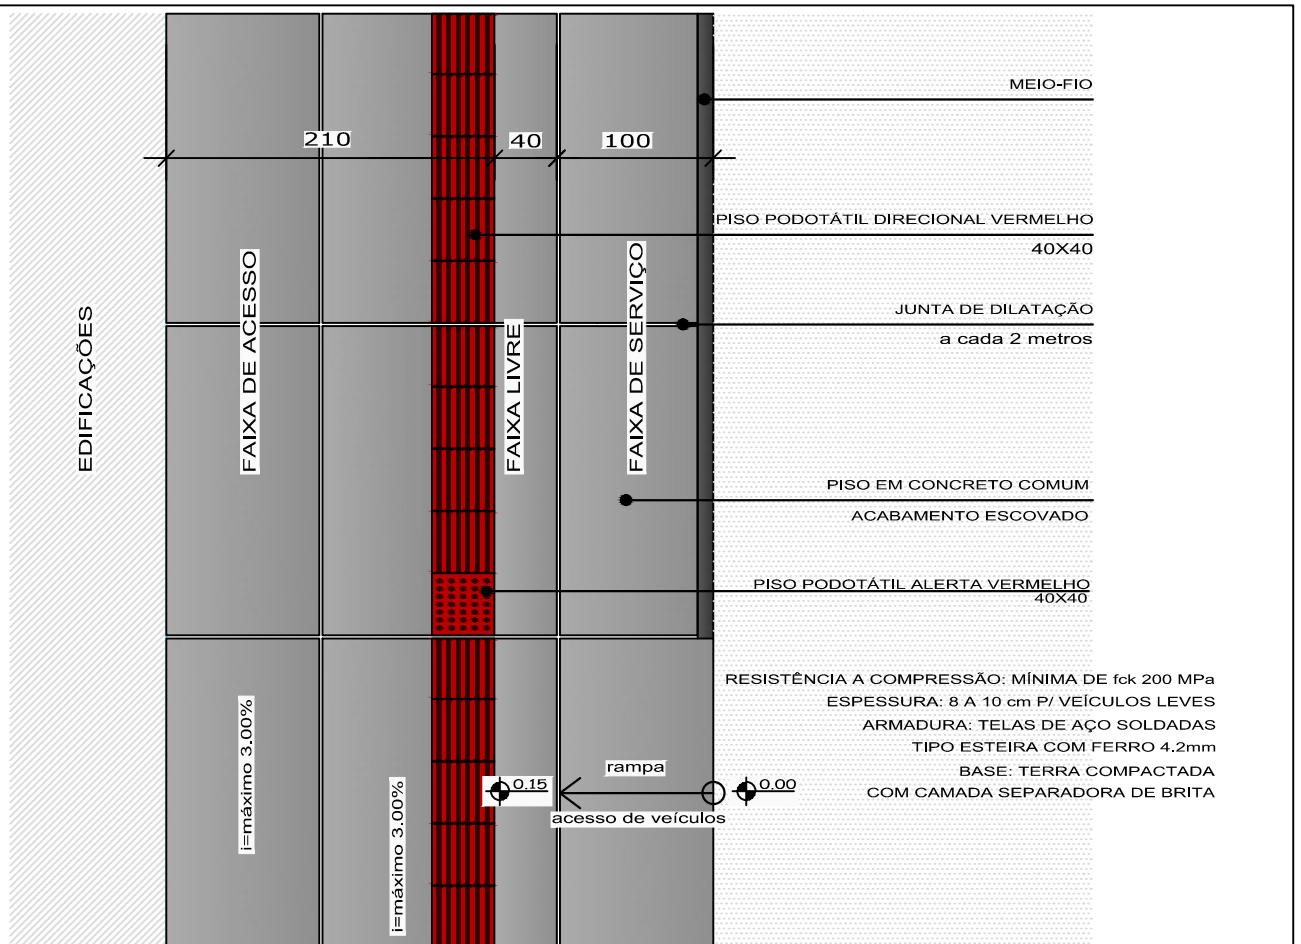 MEIO-FIO
210
40
100
PISO PODOTÁTIL DIRECIONAL VERMELHO
40X40
EDIFICAÇÕES
FAIXA DE ACESSO
FAIXA LIVRE
FAIXA DE SERVIÇO
JUNTA DE DILATAÇÃO
a cada 2 metros
PISO EM CONCRETO COMUM
ACABAMENTO ESCOVADO
PISO PODOTÁTIL ALERTA VERMELHO
40X40
RESISTÊNCIA A COMPRESSÃO: MÍNIMA DE fck 200 MPa
ESPESSURA: 8 A 10 cm P/ VEÍCULOS LEVES
ARMADURA: TELAS DE AÇO SOLDADAS
TIPO ESTEIRA COM FERRO 4.2mm
BASE: TERRA COMPACTADA
COM CAMADA SEPARADORA DE BRITA
i=máximo 3.00%
i=máximo 3.00%
0.15
rampa
0.00
acesso de veículos